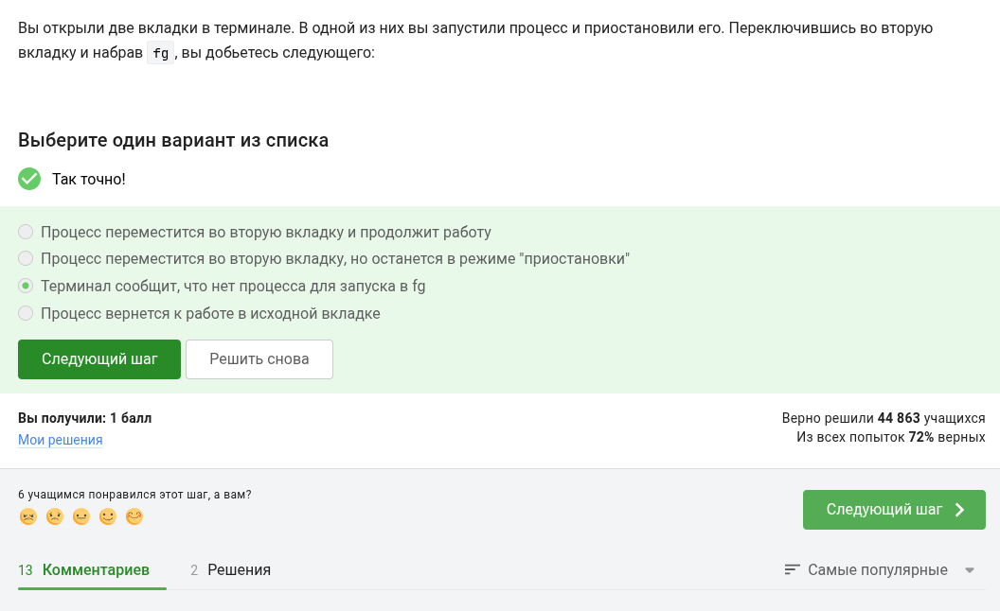 Вы открыли две вкладки в терминале. В одной из них вы запустили процесс и приостановили его. Переключившись во вторую
вкладку и набрав fg, вы добьетесь следующего:
Выберите один вариант из списка
Так точно!
Процесс переместится во вторую вкладку и продолжит работу
Процесс переместится во вторую вкладку, но останется в режиме "приостановки"
Терминал сообщит, что нет процесса для запуска в fg
Процесс вернется к работе в исходной вкладке
Следующий шаг Решить снова
Вы получили: 1 балл
Мои решения
Верно решили 44 863 учащихся
Из всех попыток 72% верных
6 учащимся понравился этот шаг, а вам?
Следующий шаг
13 Комментариев 2 Решения Самые популярные